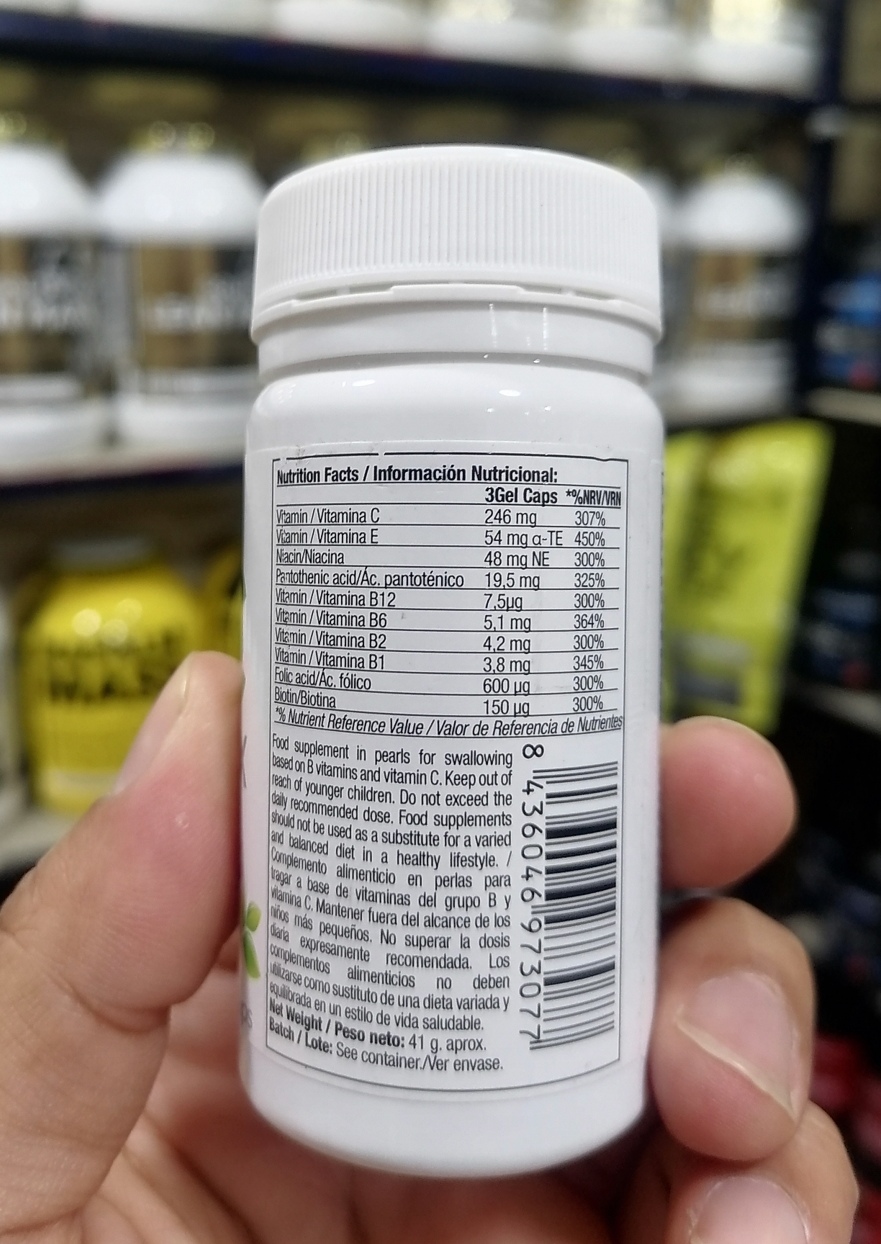 Nutrition Facts / Información Nutricional:
3Gel Caps *%NRV/VRN
Vitamin / Vitamina C 246 mg 307%
Vitamin / Vitamina E 54 mg α-TE 450%
Niacin/Niacina 48 mg NE 300%
Pantothenic acid/Ác. pantoténico 19,5 mg 325%
Vitamin / Vitamina B12 7,5µg 300%
Vitamin / Vitamina B6 5,1 mg 364%
Vitamin / Vitamina B2 4,2 mg 300%
Vitamin / Vitamina B1 3,8 mg 345%
Folic acid/Ác. fólico 600 µg 300%
Biotin/Biotina 150 µg 300%
*% Nutrient Reference Value / Valor de Referencia de Nutrientes
Food supplement in pearls for swallowing
based on B vitamins and vitamin C. Keep out of
reach of younger children. Do not exceed the
daily recommended dose. Food supplements
should not be used as a substitute for a varied
and balanced diet in a healthy lifestyle. /
Complemento alimenticio en perlas para
tragar a base de vitaminas del grupo B y
vitamina C. Mantener fuera del alcance de los
niños más pequeños. No superar la dosis
diaria expresamente recomendada. Los
complementos alimenticios no deben
utilizarse como sustituto de una dieta variada y
equilibrada en un estilo de vida saludable.
Net Weight / Peso neto: 41 g. aprox.
Batch / Lote: See container./Ver envase.
8 436046 973077